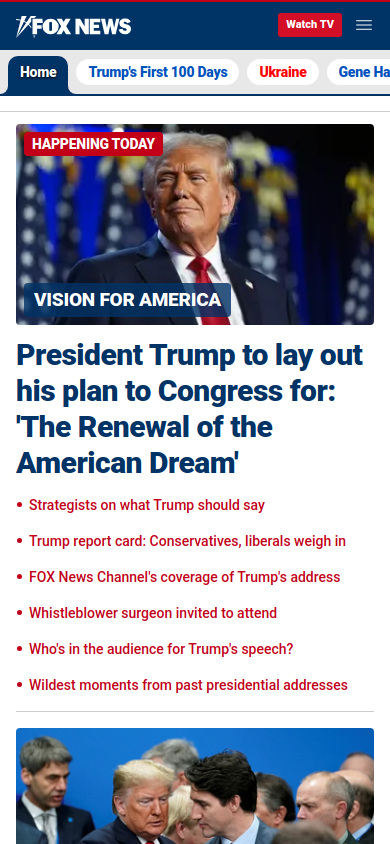 FOX NEWS
Watch TV
Home
Trump's First 100 Days
Ukraine
Gene Ha
HAPPENING TODAY
VISION FOR AMERICA
President Trump to lay out
his plan to Congress for:
'The Renewal of the
American Dream'
• Strategists on what Trump should say
• Trump report card: Conservatives, liberals weigh in
• FOX News Channel's coverage of Trump's address
• Whistleblower surgeon invited to attend
• Who's in the audience for Trump's speech?
• Wildest moments from past presidential addresses